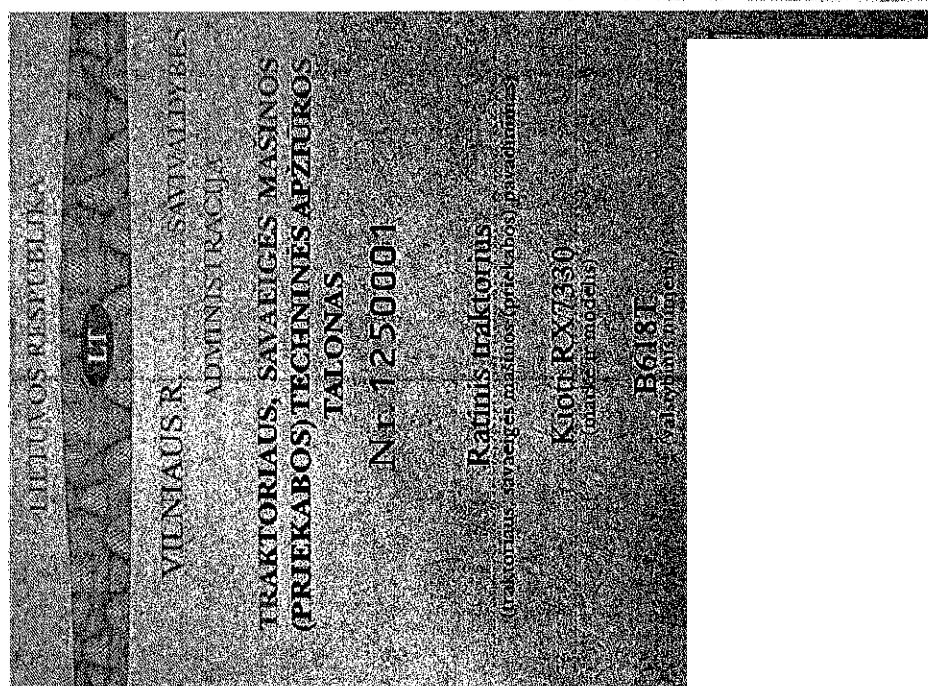 LIETUVOS RESPUBLIKA
LT
VILNIAUS R. SAVIVALDYBĖS
ADMINISTRACIJA
TRAKTORIAUS, SAVAEIGĖS MAŠINOS
(PRIEKABOS) TECHNINĖS APŽIŪROS
TALONAS
Nr. 1250001
Ratinis traktorius
(traktoriaus, savaeigės mašinos (priekabos) pavadinimas)
Kioti RX7330
(markė ir modelis)
B618T
(valstybinis numeris)